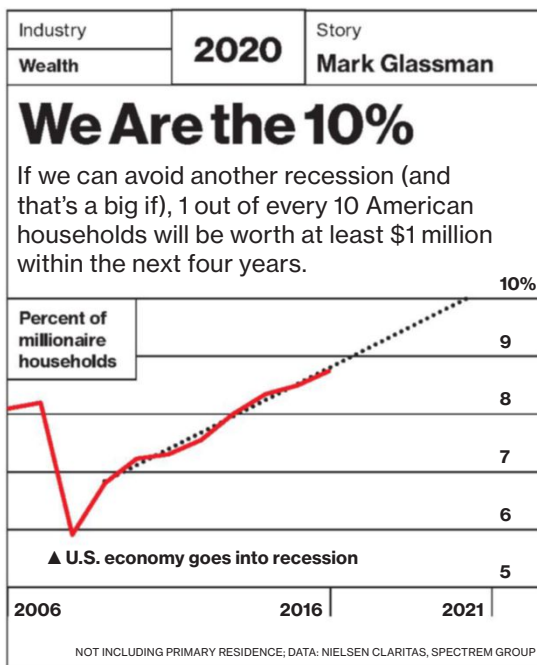 Industry
Wealth
2020
Story
Mark Glassman
We Are the 10%
If we can avoid another recession (and
that's a big if), 1 out of every 10 American
households will be worth at least $1 million
within the next four years.
10%
Percent of
millionaire
households
9
8
7
6
▲ U.S. economy goes into recession
5
2006
2016
2021
NOT INCLUDING PRIMARY RESIDENCE; DATA: NIELSEN CLARITAS, SPECTREM GROUP